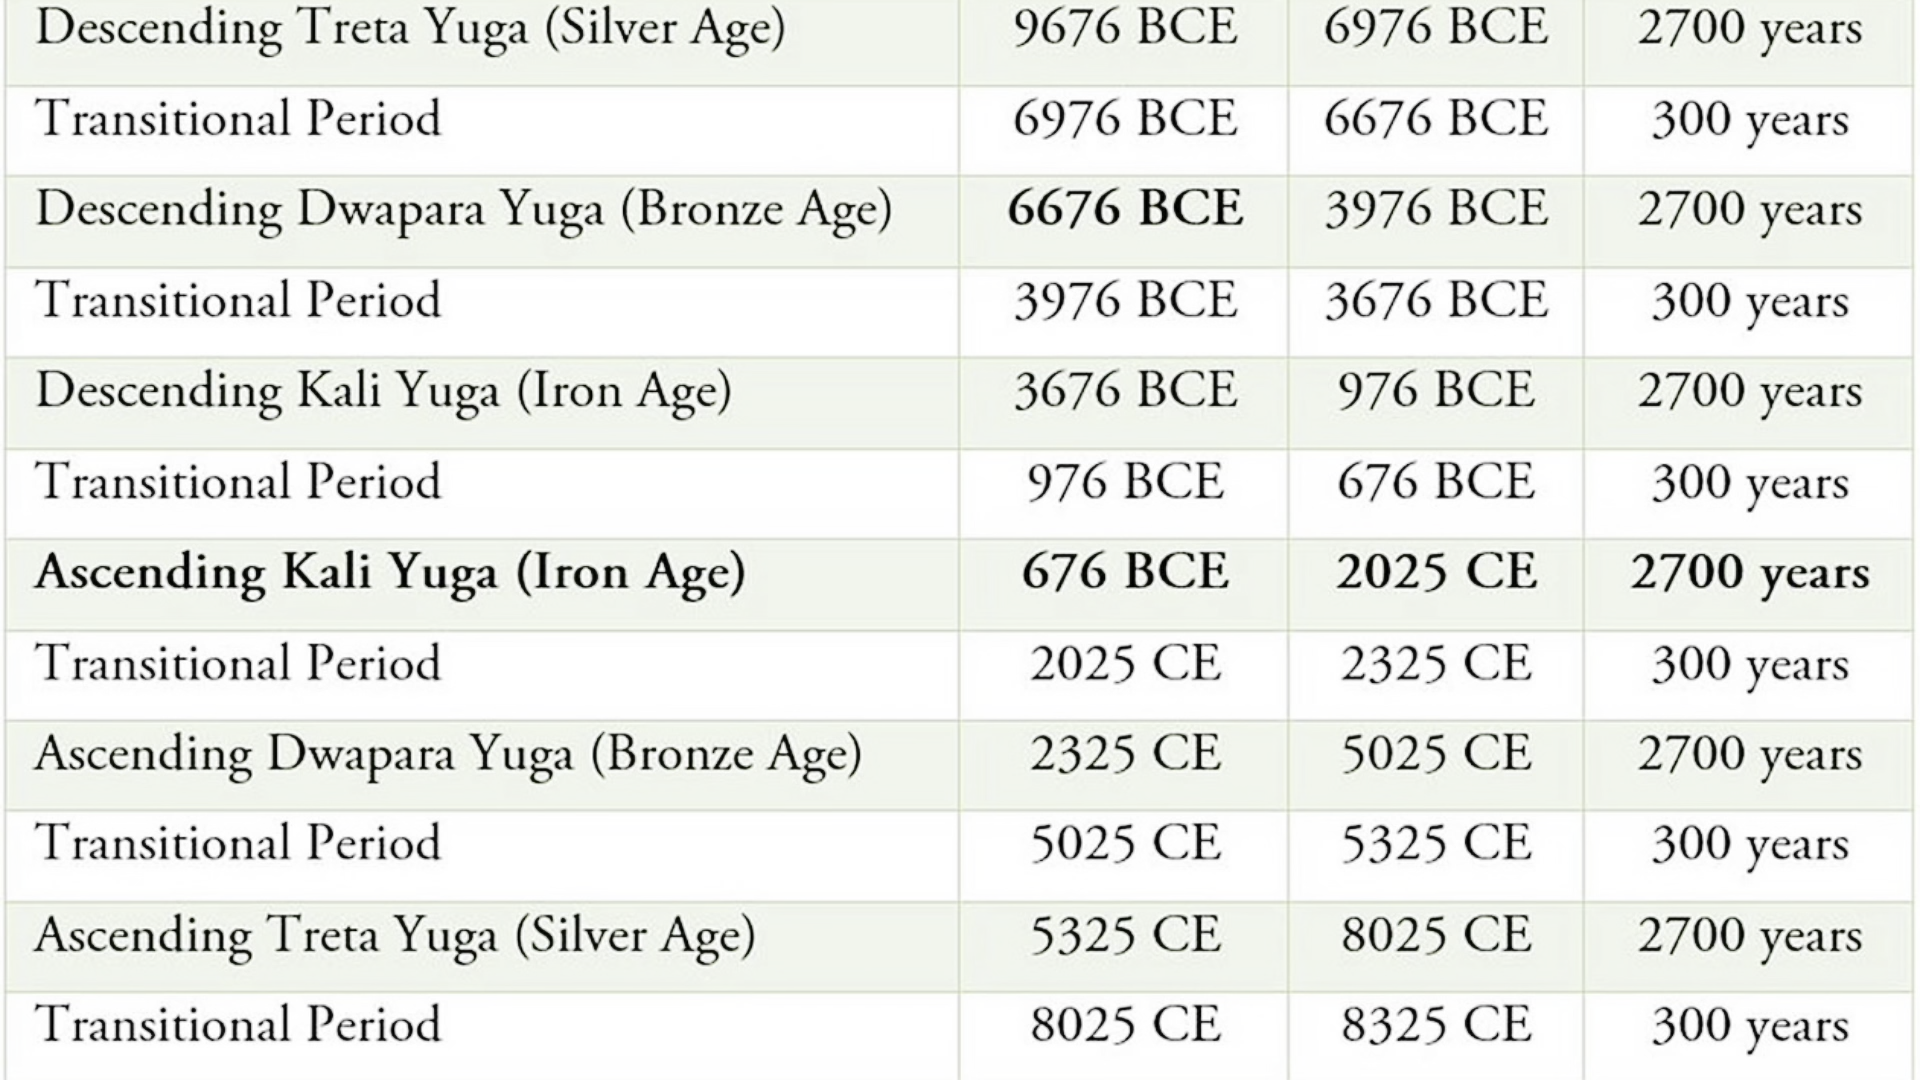 Descending Treta Yuga (Silver Age) 9676 BCE 6976 BCE 2700 years
Transitional Period 6976 BCE 6676 BCE 300 years
Descending Dwapara Yuga (Bronze Age) 6676 BCE 3976 BCE 2700 years
Transitional Period 3976 BCE 3676 BCE 300 years
Descending Kali Yuga (Iron Age) 3676 BCE 976 BCE 2700 years
Transitional Period 976 BCE 676 BCE 300 years
Ascending Kali Yuga (Iron Age) 676 BCE 2025 CE 2700 years
Transitional Period 2025 CE 2325 CE 300 years
Ascending Dwapara Yuga (Bronze Age) 2325 CE 5025 CE 2700 years
Transitional Period 5025 CE 5325 CE 300 years
Ascending Treta Yuga (Silver Age) 5325 CE 8025 CE 2700 years
Transitional Period 8025 CE 8325 CE 300 years